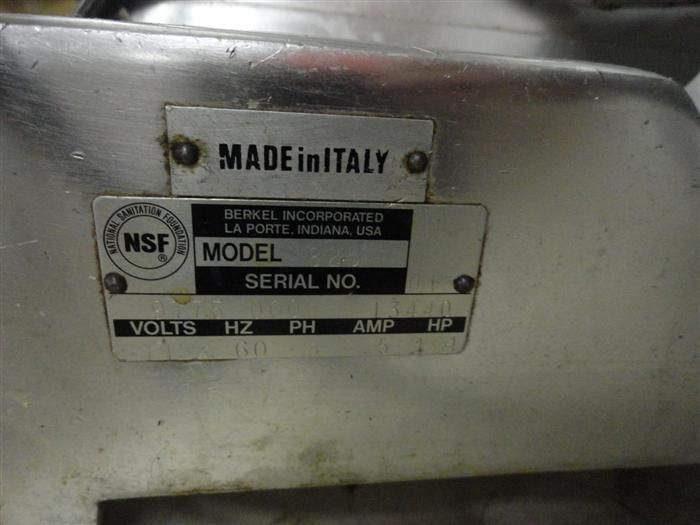 MADE in ITALY
NATIONAL SANITATION FOUNDATION
NSF
®
BERKEL INCORPORATED
LA PORTE, INDIANA, USA
MODEL
SERIAL NO.
13440
VOLTS HZ PH AMP HP
60